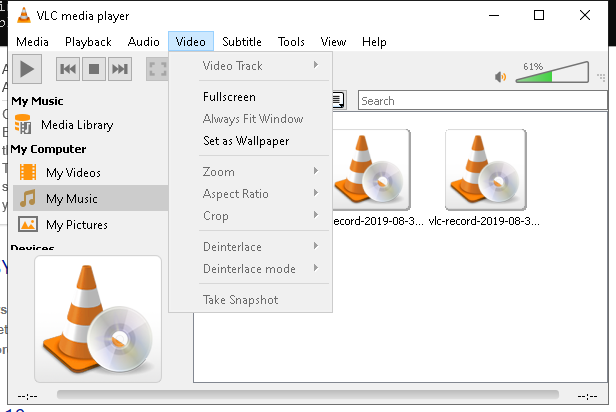 VLC media player
Media Playback Audio Video Subtitle Tools View Help
Video Track
61%
My Music
Fullscreen
Search
Media Library
Always Fit Window
My Computer
Set as Wallpaper
My Videos
Zoom
My Music
Aspect Ratio
My Pictures
Crop
record-2019-08-3... vlc-record-2019-08-3...
Devices
Deinterlace
Deinterlace mode
Take Snapshot
--:-- --:--